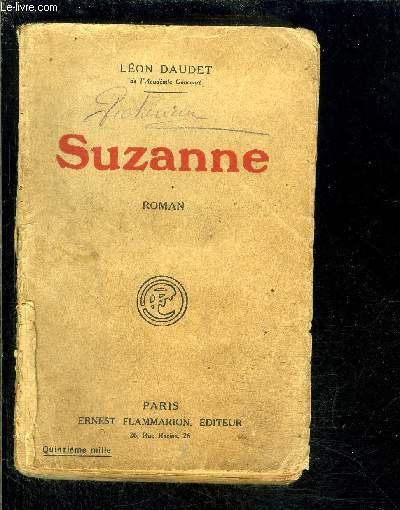 LE-LIVRE.COM
LÉON DAUDET
de l'Académie Goncourt
Suzanne
ROMAN
PARIS
ERNEST FLAMMARION, EDITEUR
26, Rue Racine, 26
Quinzième mille